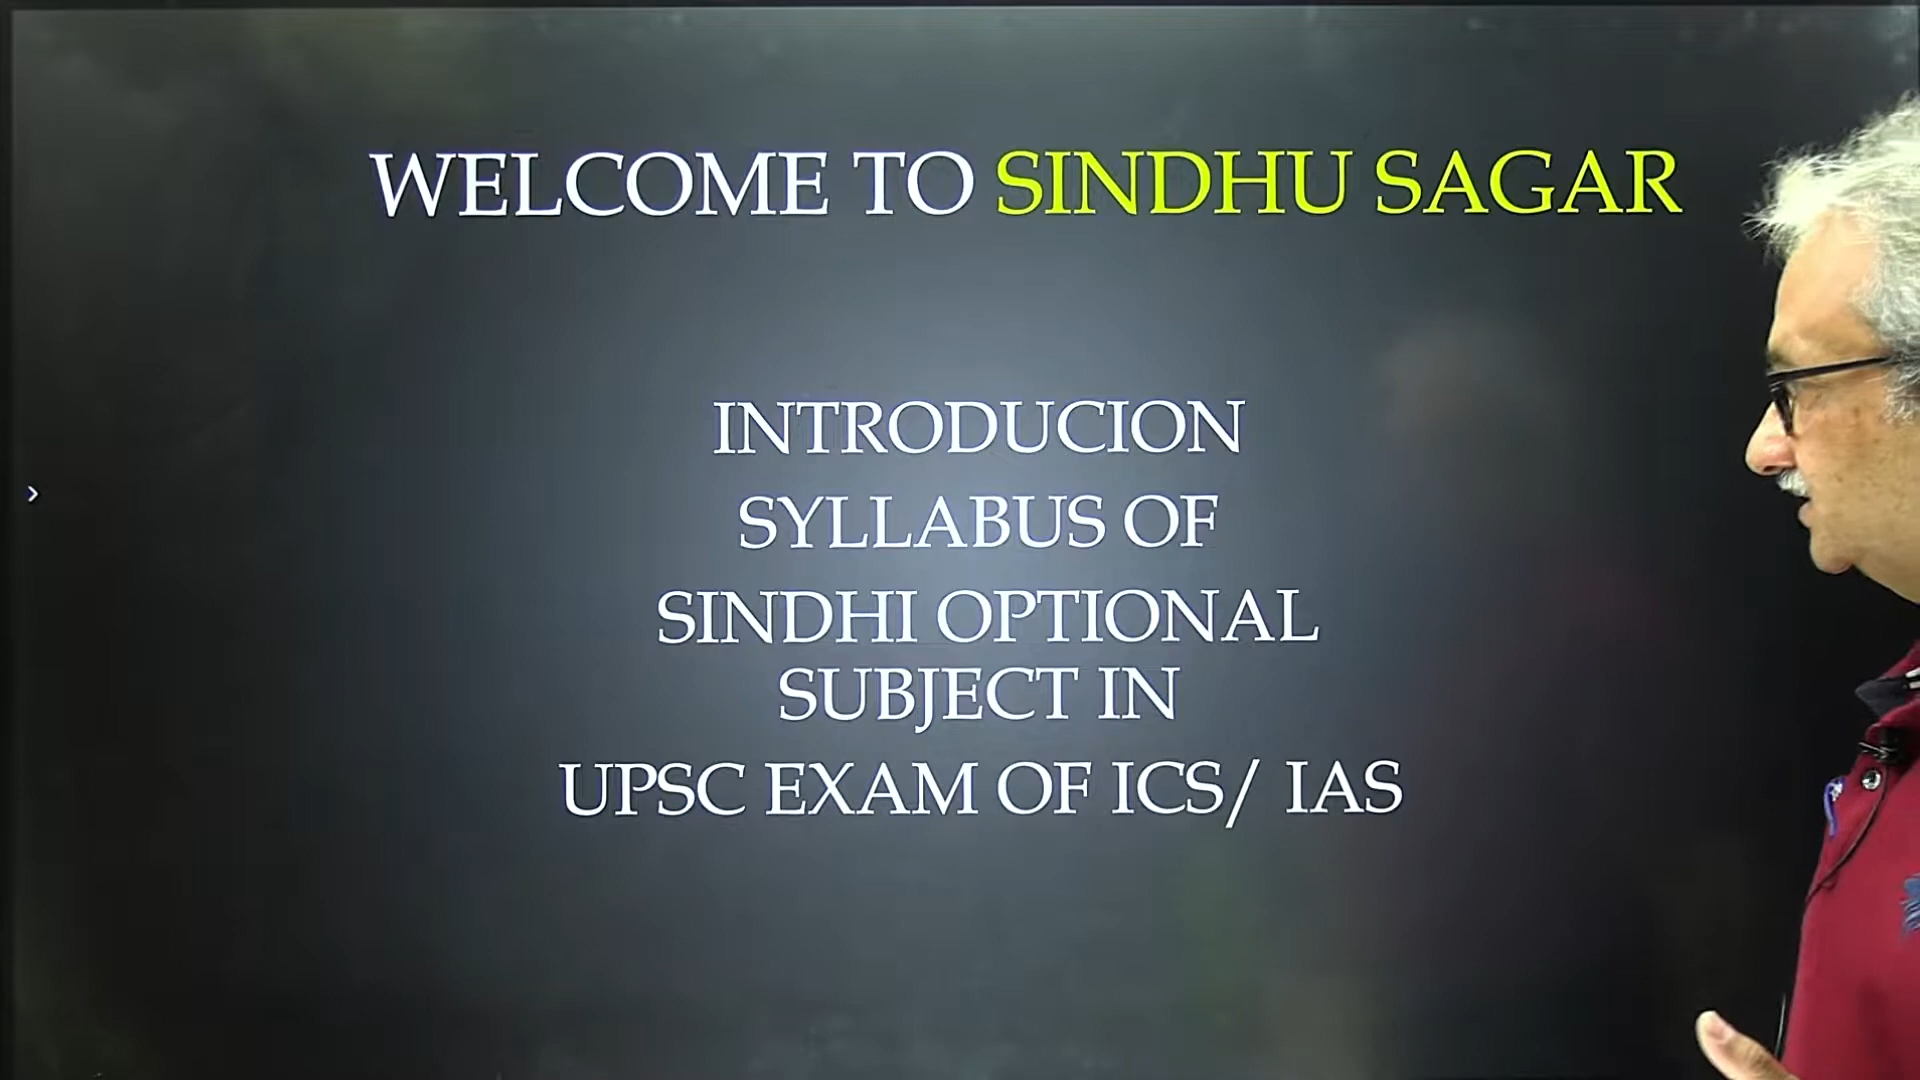 WELCOME TO SINDHU SAGAR
INTRODUCION
SYLLABUS OF
SINDHI OPTIONAL
SUBJECT IN
UPSC EXAM OF ICS/ IAS